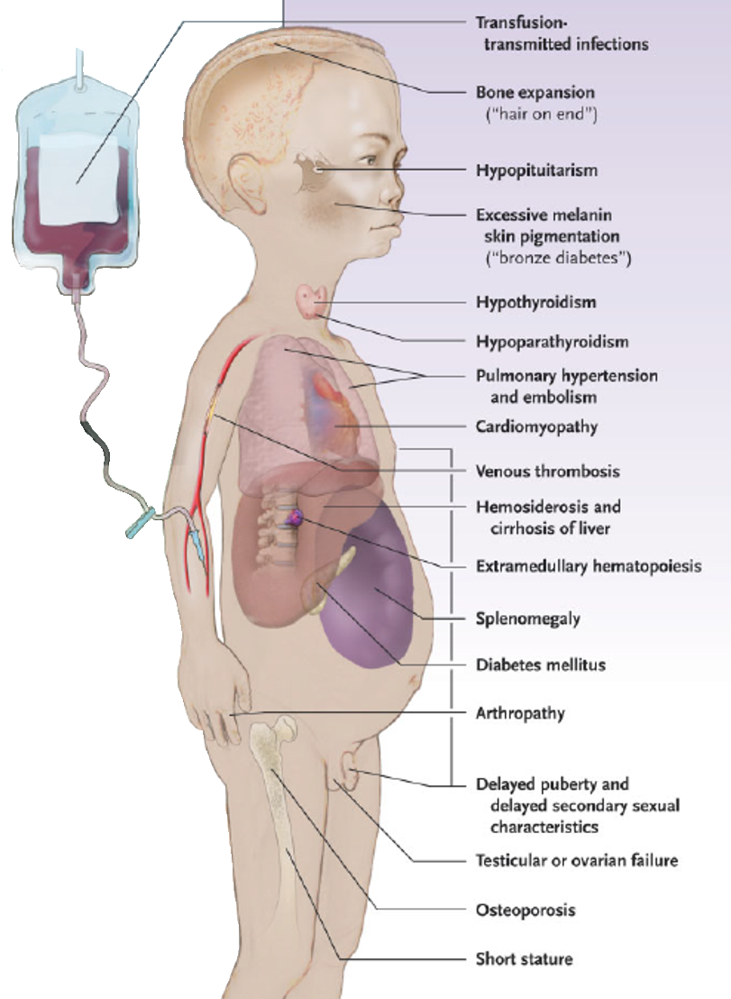 Transfusion-
transmitted infections
Bone expansion
(“hair on end”)
Hypopituitarism
Excessive melanin
skin pigmentation
(“bronze diabetes”)
Hypothyroidism
Hypoparathyroidism
Pulmonary hypertension
and embolism
Cardiomyopathy
Venous thrombosis
Hemosiderosis and
cirrhosis of liver
Extramedullary hematopoiesis
Splenomegaly
Diabetes mellitus
Arthropathy
Delayed puberty and
delayed secondary sexual
characteristics
Testicular or ovarian failure
Osteoporosis
Short stature